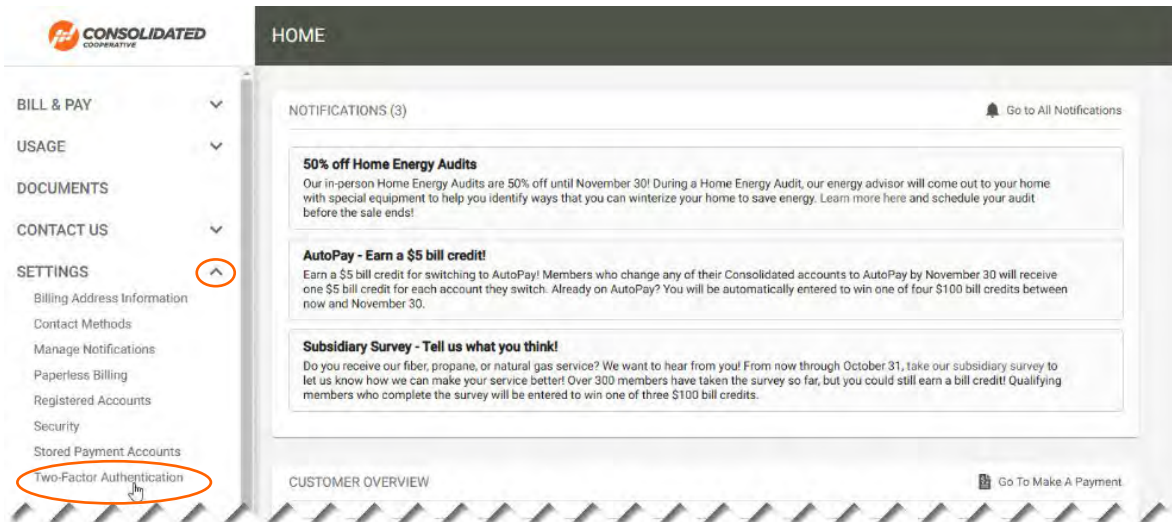 CONSOLIDATED
COOPERATIVE
HOME
BILL & PAY
USAGE
DOCUMENTS
CONTACT US
SETTINGS
Billing Address Information
Contact Methods
Manage Notifications
Paperless Billing
Registered Accounts
Security
Stored Payment Accounts
Two-Factor Authentication
NOTIFICATIONS (3)
Go to All Notifications
50% off Home Energy Audits
Our in-person Home Energy Audits are 50% off until November 30! During a Home Energy Audit, our energy advisor will come out to your home
with special equipment to help you identify ways that you can winterize your home to save energy. Learn more here and schedule your audit
before the sale ends!
AutoPay - Earn a $5 bill credit!
Earn a $5 bill credit for switching to AutoPay! Members who change any of their Consolidated accounts to AutoPay by November 30 will receive
one $5 bill credit for each account they switch. Already on AutoPay? You will be automatically entered to win one of four $100 bill credits between
now and November 30.
Subsidiary Survey - Tell us what you think!
Do you receive our fiber, propane, or natural gas service? We want to hear from you! From now through October 31, take our subsidiary survey to
let us know how we can make your service better! Over 300 members have taken the survey so far, but you could still earn a bill credit! Qualifying
members who complete the survey will be entered to win one of three $100 bill credits.
CUSTOMER OVERVIEW
Go To Make A Payment